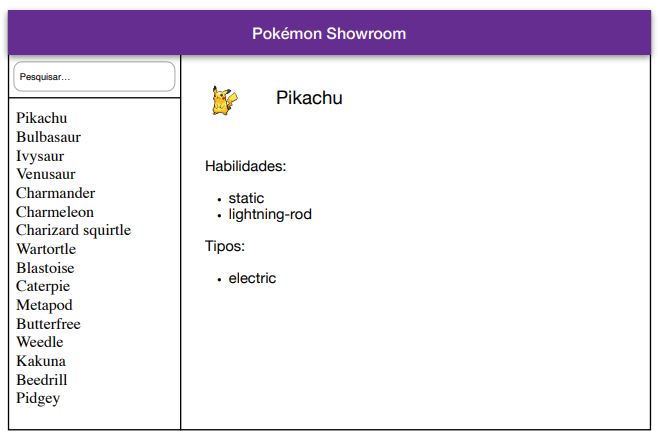 Pokémon Showroom
Pesquisar...
Pikachu
Bulbasaur
Ivysaur
Venusaur
Charmander
Charmeleon
Charizard squirtle
Wartortle
Blastoise
Caterpie
Metapod
Butterfree
Weedle
Kakuna
Beedrill
Pidgey
Pikachu
Habilidades:
• static
• lightning-rod
Tipos:
• electric